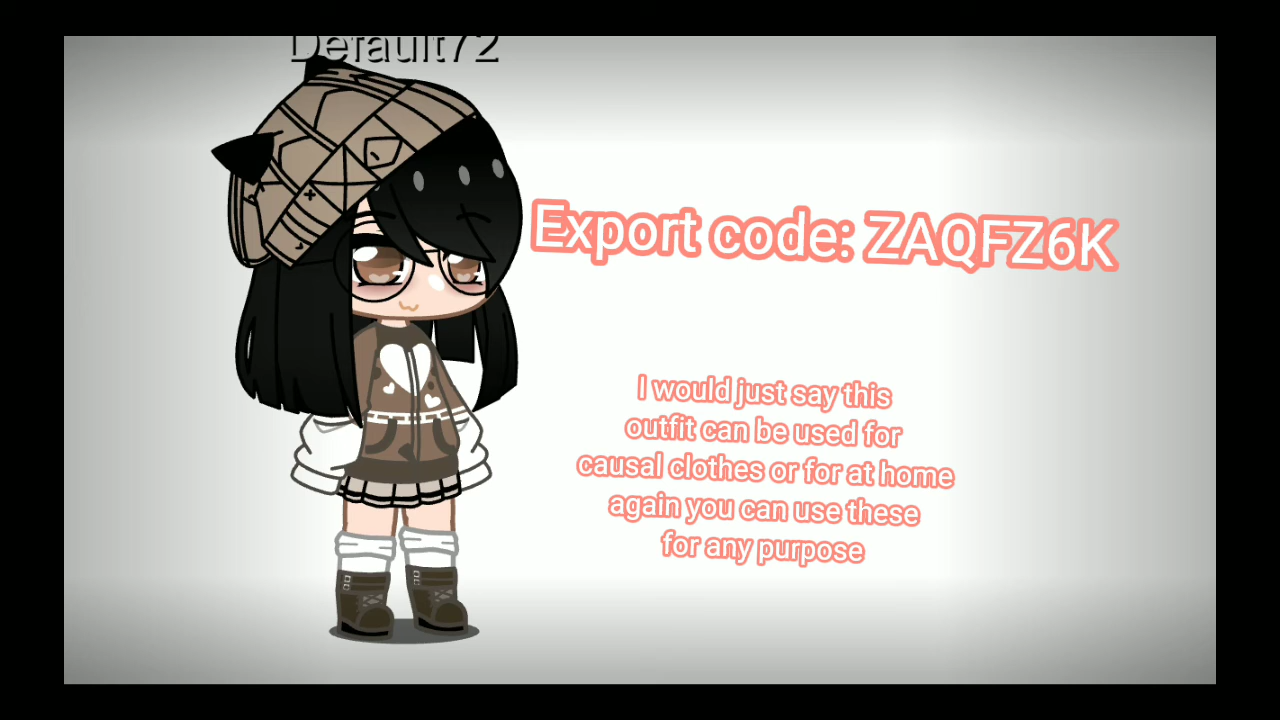 Default72
Export code: ZAQFZ6K
I would just say this
outfit can be used for
causal clothes or for at home
again you can use these
for any purpose